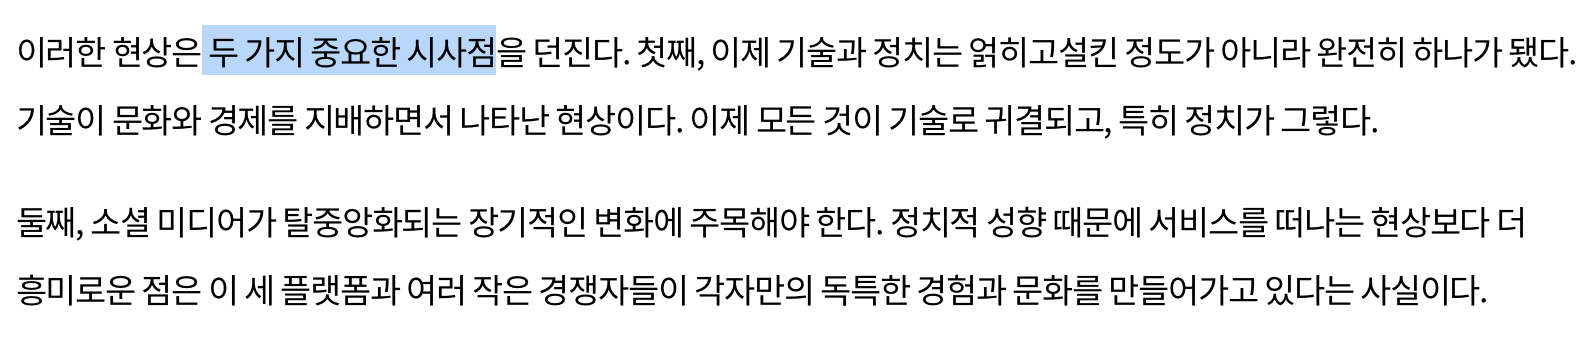 이러한 현상은 두 가지 중요한 시사점을 던진다. 첫째, 이제 기술과 정치는 얽히고설킨 정도가 아니라 완전히 하나가 됐다.
기술이 문화와 경제를 지배하면서 나타난 현상이다. 이제 모든 것이 기술로 귀결되고, 특히 정치가 그렇다.
둘째, 소셜 미디어가 탈중앙화되는 장기적인 변화에 주목해야 한다. 정치적 성향 때문에 서비스를 떠나는 현상보다 더
흥미로운 점은 이 세 플랫폼과 여러 작은 경쟁자들이 각자만의 독특한 경험과 문화를 만들어가고 있다는 사실이다.